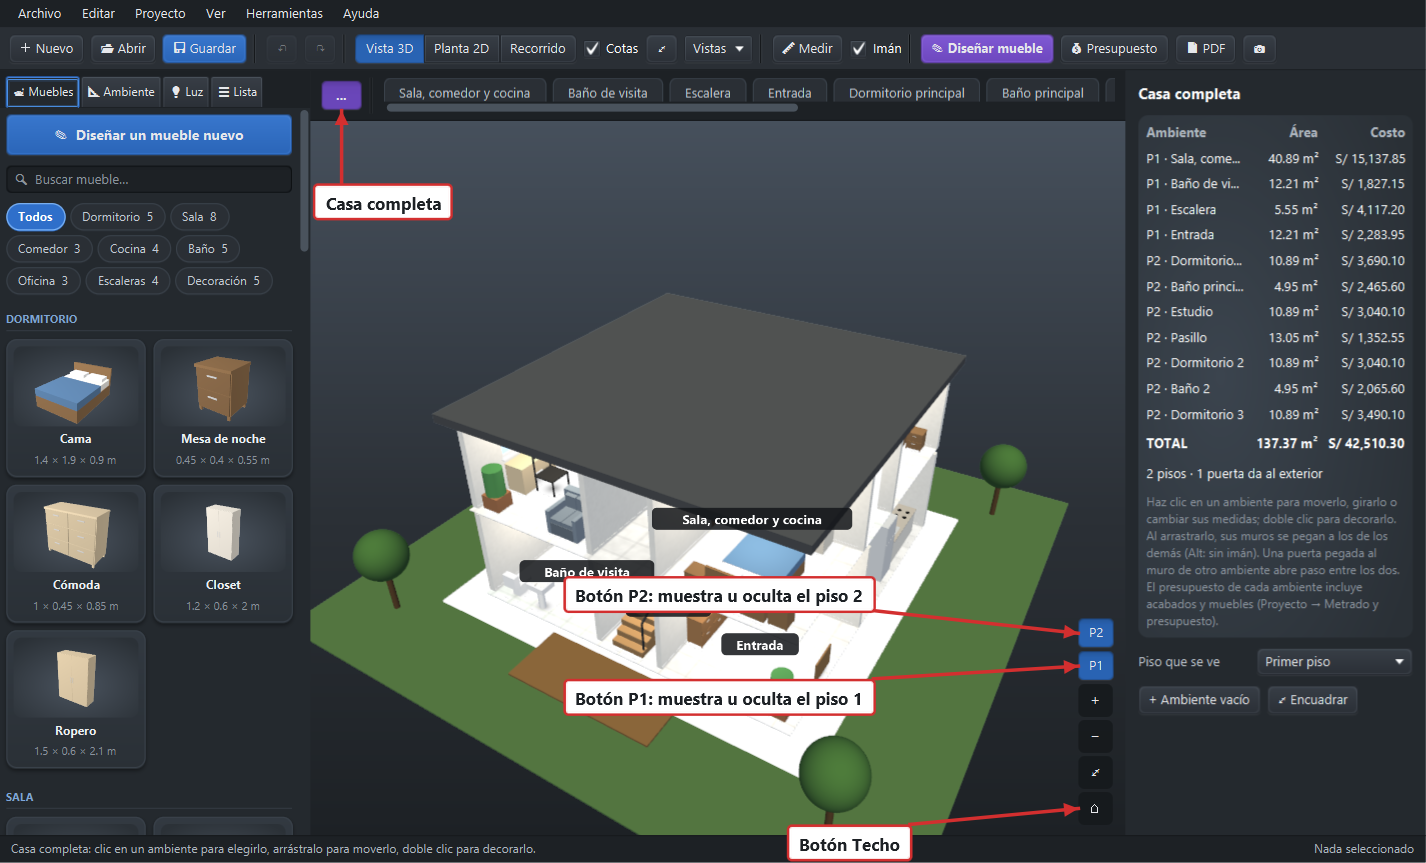 Archivo Editar Proyecto Ver Herramientas Ayuda
+ Nuevo Abrir Guardar Vista 3D Planta 2D Recorrido Cotas Vistas Medir Imán Diseñar mueble Presupuesto PDF
Muebles Ambiente Luz Lista
... Sala, comedor y cocina Baño de visita Escalera Entrada Dormitorio principal Baño principal
Diseñar un mueble nuevo
Buscar mueble...
Todos Dormitorio 5 Sala 8
Comedor 3 Cocina 4 Baño 5
Oficina 3 Escaleras 4 Decoración 5
DORMITORIO
Cama
1.4 × 1.9 × 0.9 m
Mesa de noche
0.45 × 0.4 × 0.55 m
Cómoda
1 × 0.45 × 0.85 m
Closet
1.2 × 0.6 × 2 m
Ropero
1.5 × 0.6 × 2.1 m
SALA
Casa completa
Sala, comedor y cocina
Baño de visita
Botón P2: muestra u oculta el piso 2
Entrada
Botón P1: muestra u oculta el piso 1
Botón Techo
P2
P1
+
−
Casa completa
Ambiente Área Costo
P1 · Sala, come... 40.89 m² S/ 15,137.85
P1 · Baño de vi... 12.21 m² S/ 1,827.15
P1 · Escalera 5.55 m² S/ 4,117.20
P1 · Entrada 12.21 m² S/ 2,283.95
P2 · Dormitorio... 10.89 m² S/ 3,690.10
P2 · Baño princi... 4.95 m² S/ 2,465.60
P2 · Estudio 10.89 m² S/ 3,040.10
P2 · Pasillo 13.05 m² S/ 1,352.55
P2 · Dormitorio 2 10.89 m² S/ 3,040.10
P2 · Baño 2 4.95 m² S/ 2,065.60
P2 · Dormitorio 3 10.89 m² S/ 3,490.10
TOTAL 137.37 m² S/ 42,510.30
2 pisos · 1 puerta da al exterior
Haz clic en un ambiente para moverlo, girarlo o
cambiar sus medidas; doble clic para decorarlo.
Al arrastrarlo, sus muros se pegan a los de los
demás (Alt: sin imán). Una puerta pegada al
muro de otro ambiente abre paso entre los dos.
El presupuesto de cada ambiente incluye
acabados y muebles (Proyecto → Metrado y
presupuesto).
Piso que se ve Primer piso
+ Ambiente vacío Encuadrar
Casa completa: clic en un ambiente para elegirlo, arrástralo para moverlo, doble clic para decorarlo.
Nada seleccionado